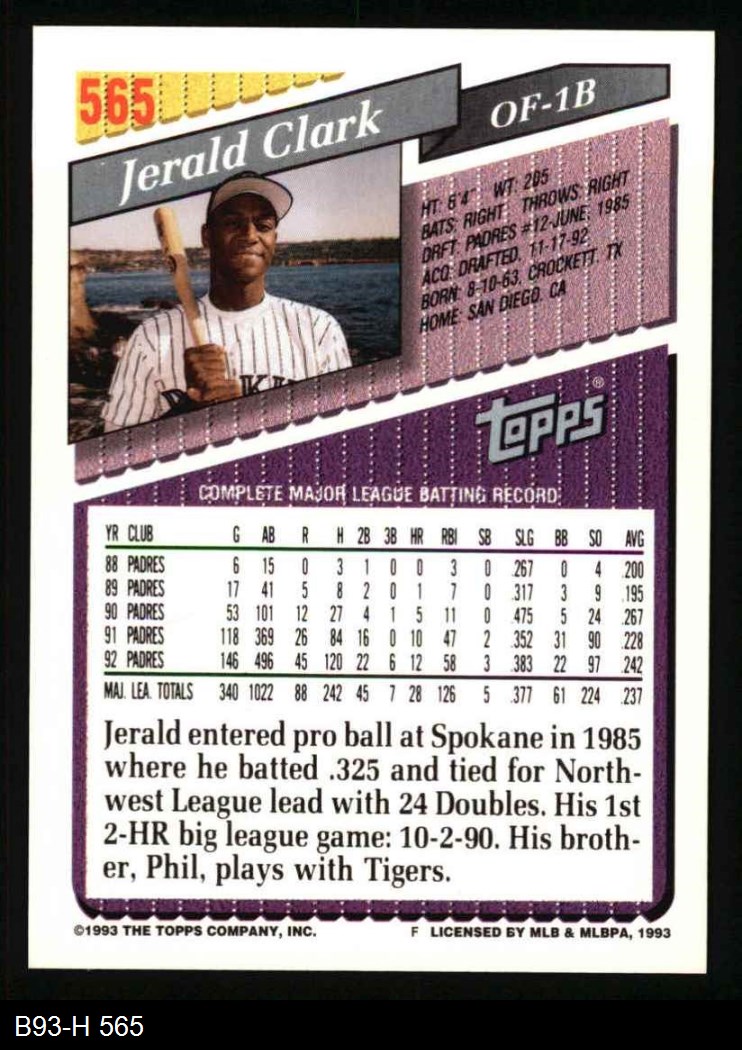 565
Jerald Clark
OF-1B
HT: 6'4" WT: 205
BATS: RIGHT THROWS: RIGHT
DRFT: PADRES #12-JUNE, 1985
ACQ: DRAFTED, 11-17-92
BORN: 8-10-63, CROCKETT, TX
HOME: SAN DIEGO, CA
TOPPS®
COMPLETE MAJOR LEAGUE BATTING RECORD
YR CLUB G AB R H 2B 3B HR RBI SB SLG BB SO AVG
88 PADRES 6 15 0 3 1 0 0 3 0 .267 0 4 .200
89 PADRES 17 41 5 8 2 0 1 7 0 .317 3 9 .195
90 PADRES 53 101 12 27 4 1 5 11 0 .475 5 24 .267
91 PADRES 118 369 26 84 16 0 10 47 2 .352 31 90 .228
92 PADRES 146 496 45 120 22 6 12 58 3 .383 22 97 .242
MAJ. LEA. TOTALS 340 1022 88 242 45 7 28 126 5 .377 61 224 .237
Jerald entered pro ball at Spokane in 1985
where he batted .325 and tied for North-
west League lead with 24 Doubles. His 1st
2-HR big league game: 10-2-90. His broth-
er, Phil, plays with Tigers.
©1993 THE TOPPS COMPANY, INC. F LICENSED BY MLB & MLBPA, 1993
B93-H 565